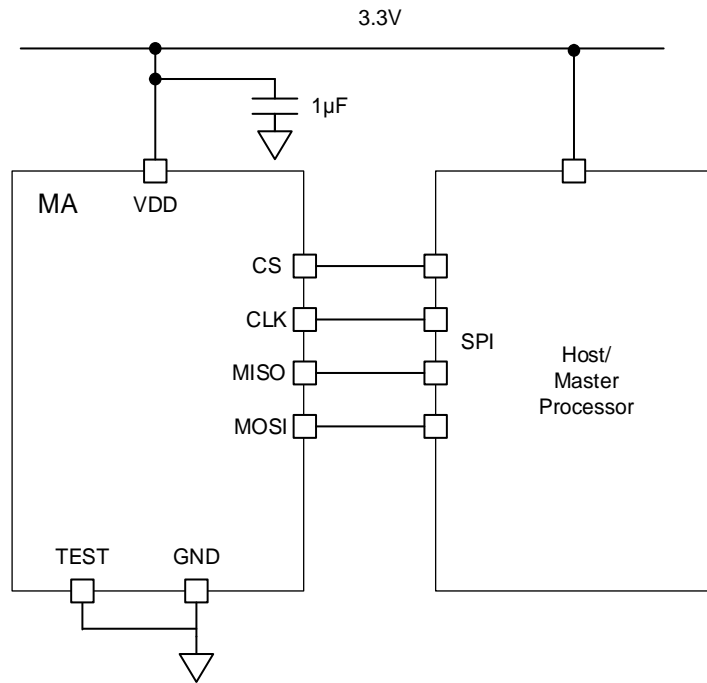 3.3V
1µF
MA
VDD
CS
CLK
MISO
MOSI
SPI
Host/
Master
Processor
TEST GND